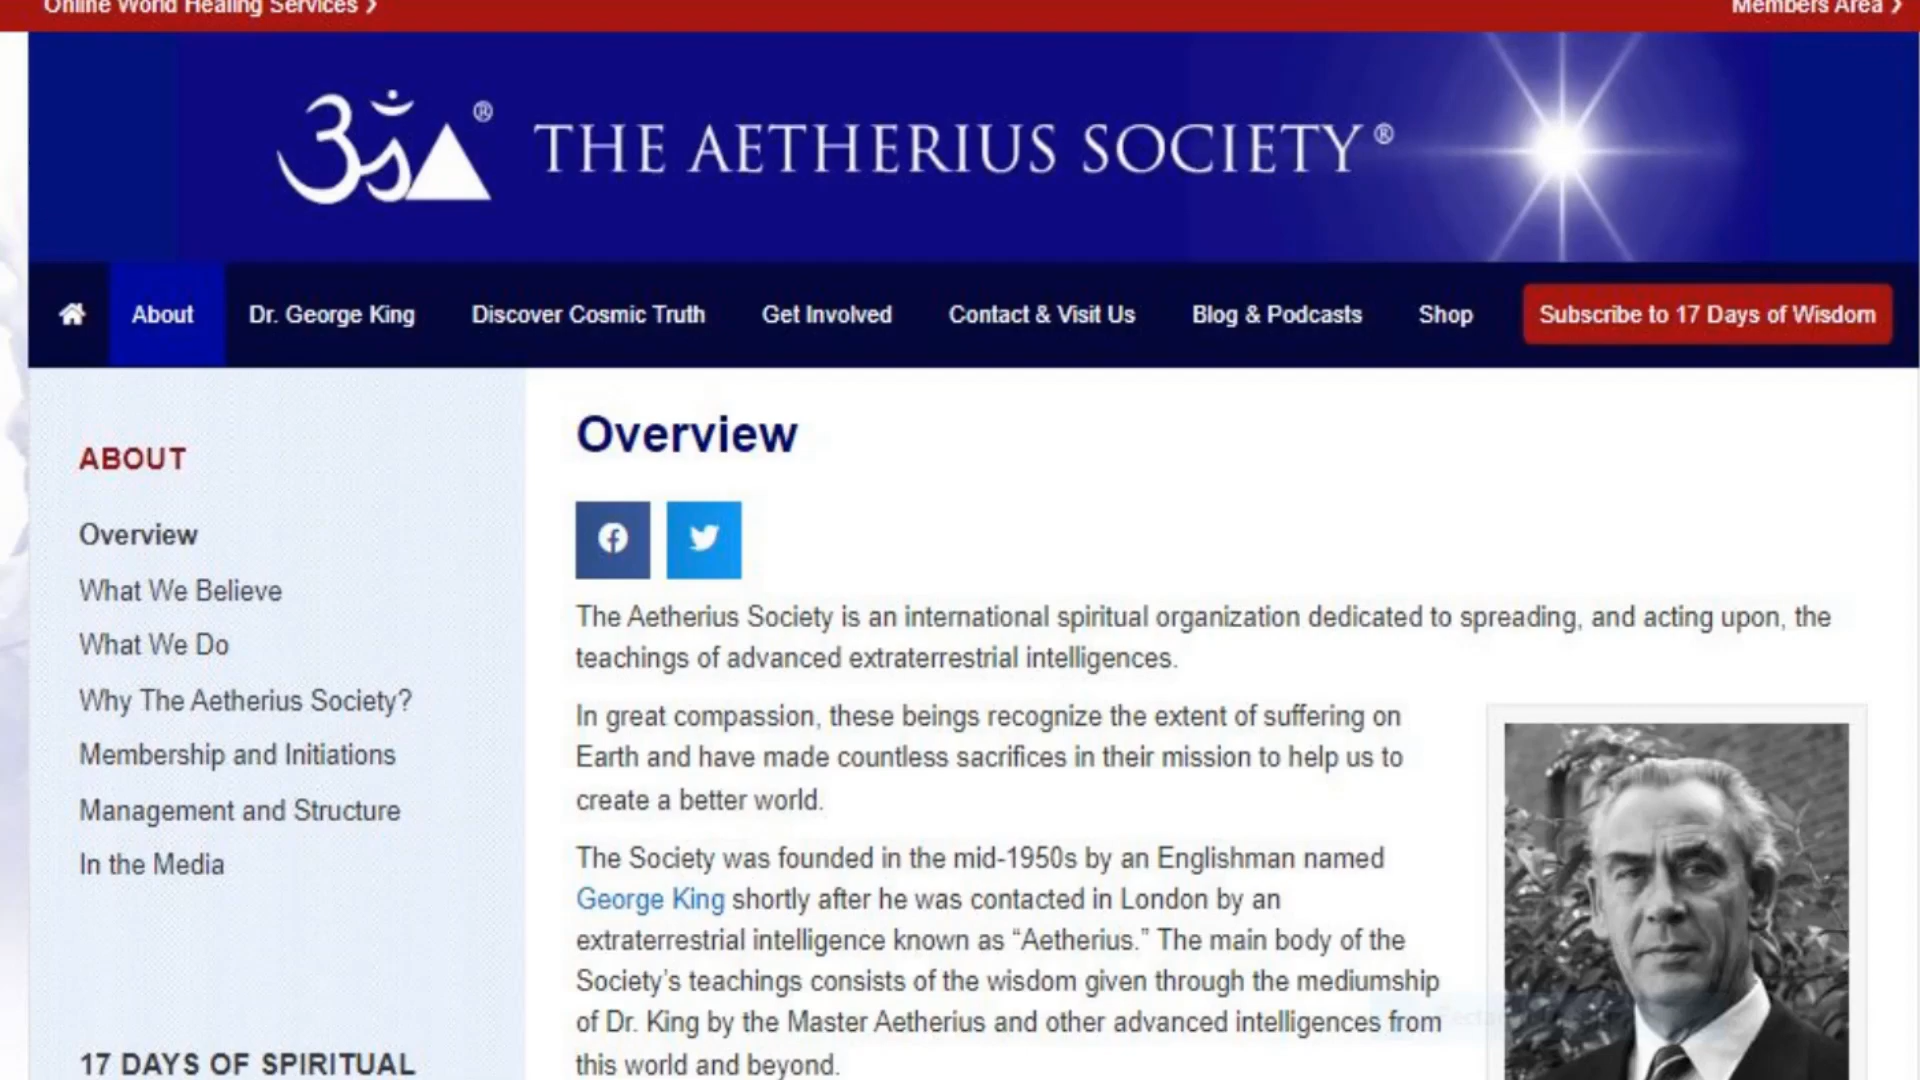 Online World Healing Services ❯
Members Area ❯
ॐ ®
THE AETHERIUS SOCIETY®
About
Dr. George King
Discover Cosmic Truth
Get Involved
Contact & Visit Us
Blog & Podcasts
Shop
Subscribe to 17 Days of Wisdom
ABOUT
Overview
What We Believe
What We Do
Why The Aetherius Society?
Membership and Initiations
Management and Structure
In the Media
17 DAYS OF SPIRITUAL
Overview
The Aetherius Society is an international spiritual organization dedicated to spreading, and acting upon, the
teachings of advanced extraterrestrial intelligences.
In great compassion, these beings recognize the extent of suffering on
Earth and have made countless sacrifices in their mission to help us to
create a better world.
The Society was founded in the mid-1950s by an Englishman named
George King shortly after he was contacted in London by an
extraterrestrial intelligence known as “Aetherius.” The main body of the
Society’s teachings consists of the wisdom given through the mediumship
of Dr. King by the Master Aetherius and other advanced intelligences from
this world and beyond.